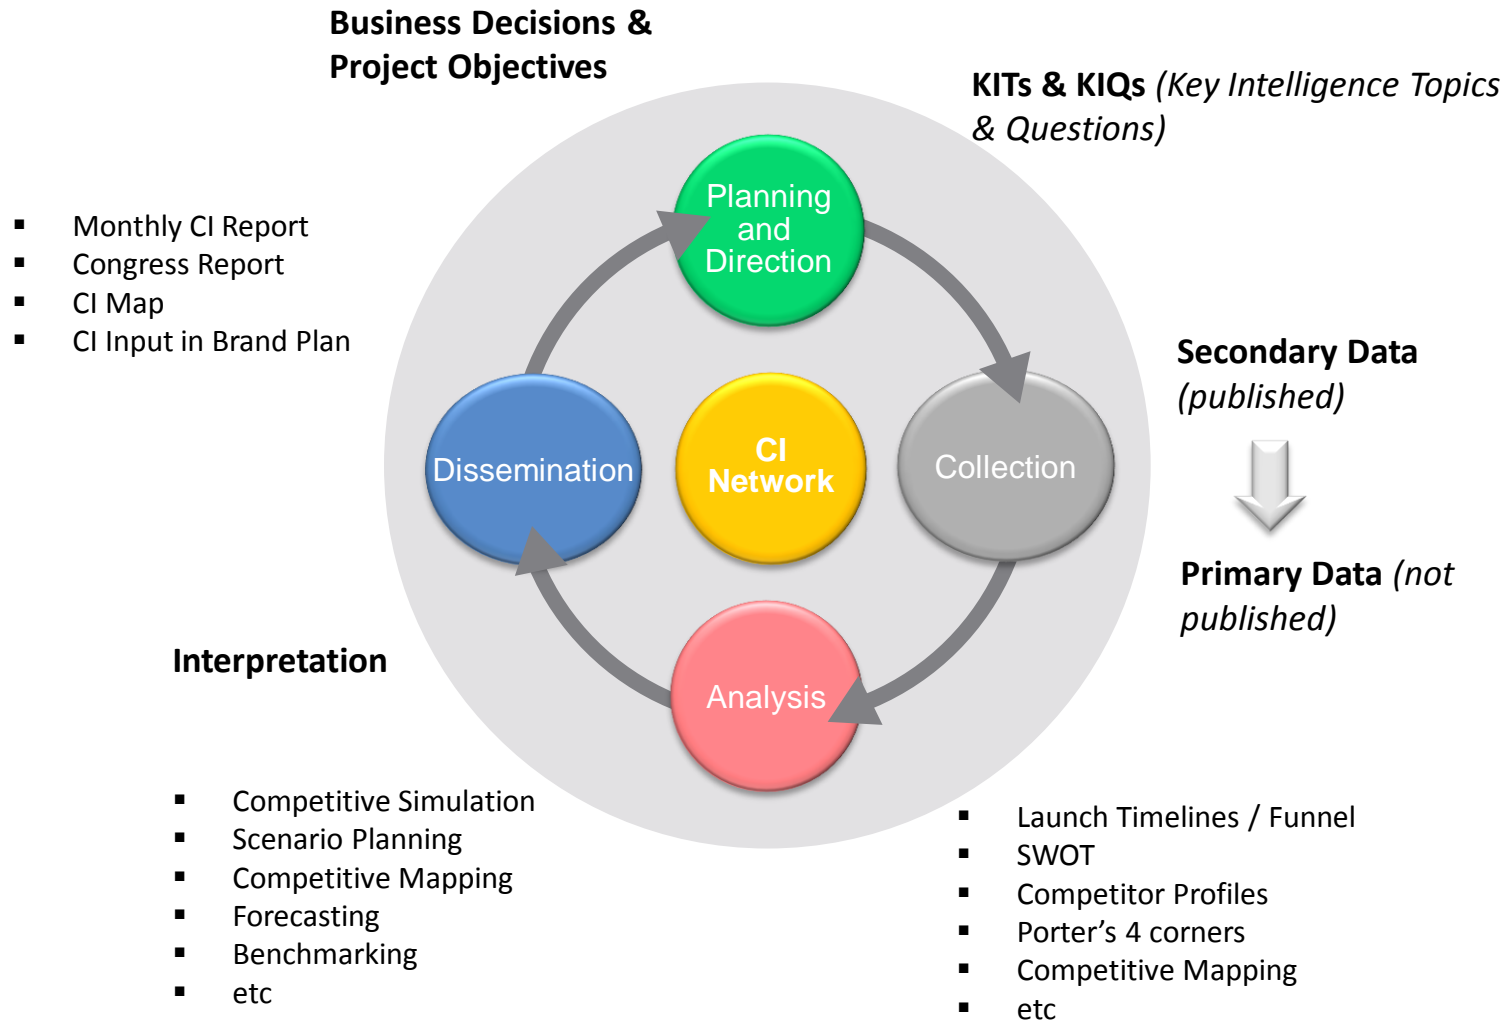 Business Decisions &
Project Objectives
KITs & KIQs (Key Intelligence Topics
& Questions)
Planning
and
Direction
▪ Monthly CI Report
▪ Congress Report
▪ CI Map
▪ CI Input in Brand Plan
Secondary Data
(published)
Dissemination
CI
Network
Collection
Primary Data (not
published)
Interpretation
Analysis
▪ Competitive Simulation
▪ Scenario Planning
▪ Competitive Mapping
▪ Forecasting
▪ Benchmarking
▪ etc
▪ Launch Timelines / Funnel
▪ SWOT
▪ Competitor Profiles
▪ Porter’s 4 corners
▪ Competitive Mapping
▪ etc